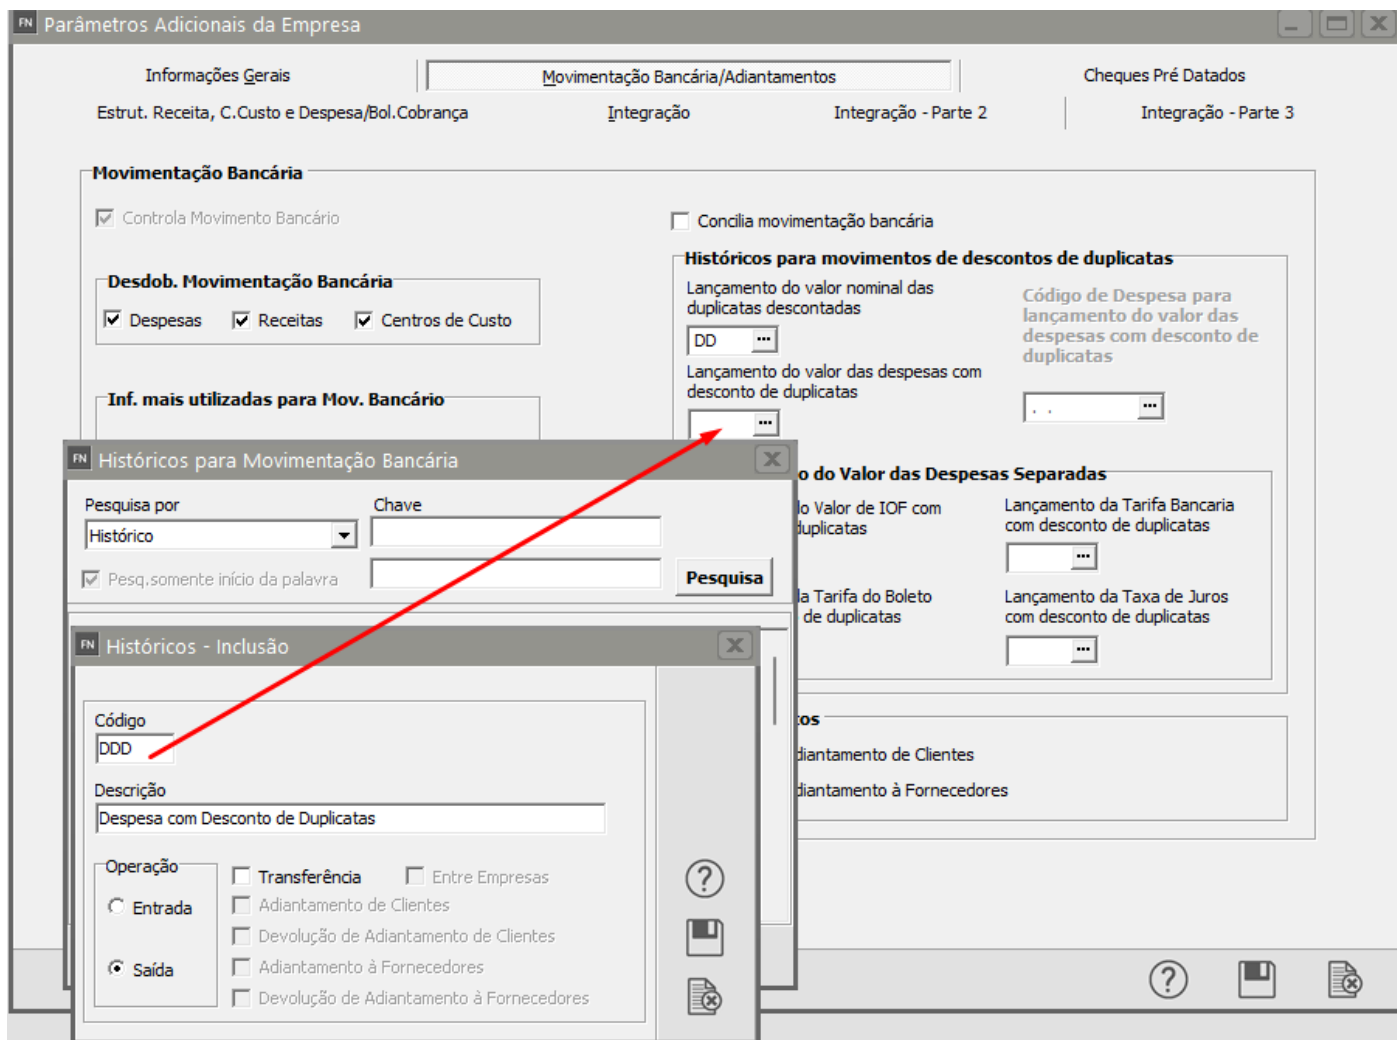 FN Parâmetros Adicionais da Empresa
Informações Gerais
Movimentação Bancária/Adiantamentos
Cheques Pré Datados
Estrut. Receita, C.Custo e Despesa/Bol.Cobrança
Integração
Integração - Parte 2
Integração - Parte 3
Movimentação Bancária
Controla Movimento Bancário
Concilia movimentação bancária
Desdob. Movimentação Bancária
Despesas
Receitas
Centros de Custo
Inf. mais utilizadas para Mov. Bancário
Históricos para movimentos de descontos de duplicatas
Lançamento do valor nominal das
duplicatas descontadas
DD ...
Lançamento do valor das despesas com
desconto de duplicatas
...
Código de Despesa para
lançamento do valor das
despesas com desconto de
duplicatas
. . ...
o do Valor das Despesas Separadas
do Valor de IOF com
duplicatas
Lançamento da Tarifa Bancaria
com desconto de duplicatas
...
da Tarifa do Boleto
de duplicatas
Lançamento da Taxa de Juros
com desconto de duplicatas
...
tos
Adiantamento de Clientes
Adiantamento à Fornecedores
FN Históricos para Movimentação Bancária
Pesquisa por
Chave
Histórico
Pesq.somente início da palavra
Pesquisa
FN Históricos - Inclusão
Código
DDD
Descrição
Despesa com Desconto de Duplicatas
Operação
Entrada
Saída
Transferência
Entre Empresas
Adiantamento de Clientes
Devolução de Adiantamento de Clientes
Adiantamento à Fornecedores
Devolução de Adiantamento à Fornecedores